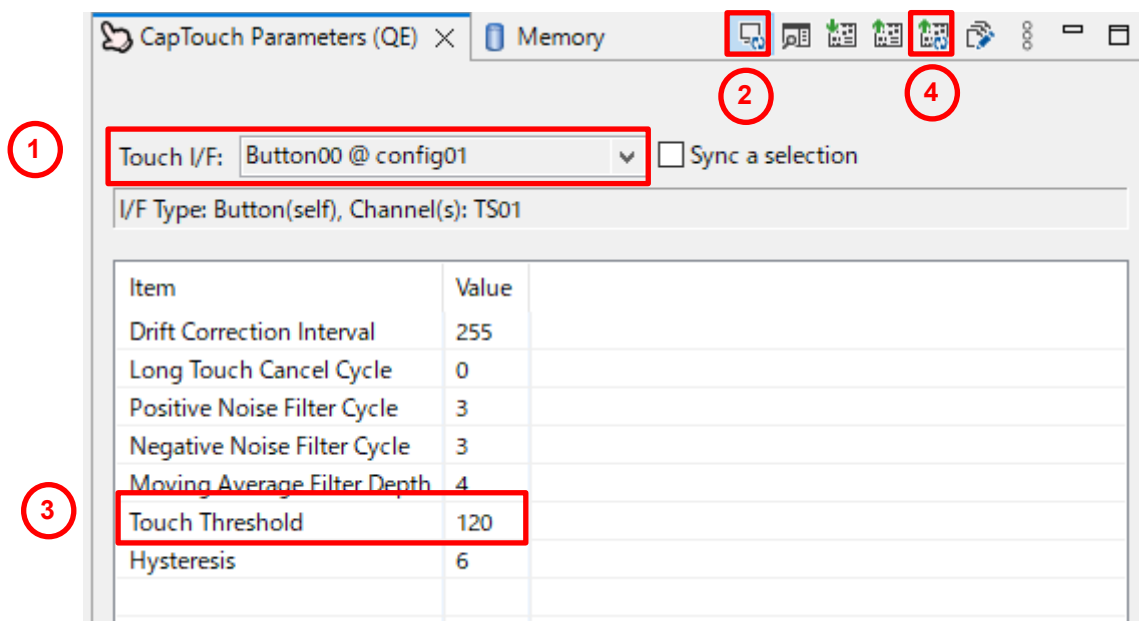 CapTouch Parameters (QE) Memory
2 4
1 Touch I/F: Button00 @ config01 Sync a selection
I/F Type: Button(self), Channel(s): TS01
Item Value
Drift Correction Interval 255
Long Touch Cancel Cycle 0
Positive Noise Filter Cycle 3
Negative Noise Filter Cycle 3
Moving Average Filter Depth 4
3 Touch Threshold 120
Hysteresis 6